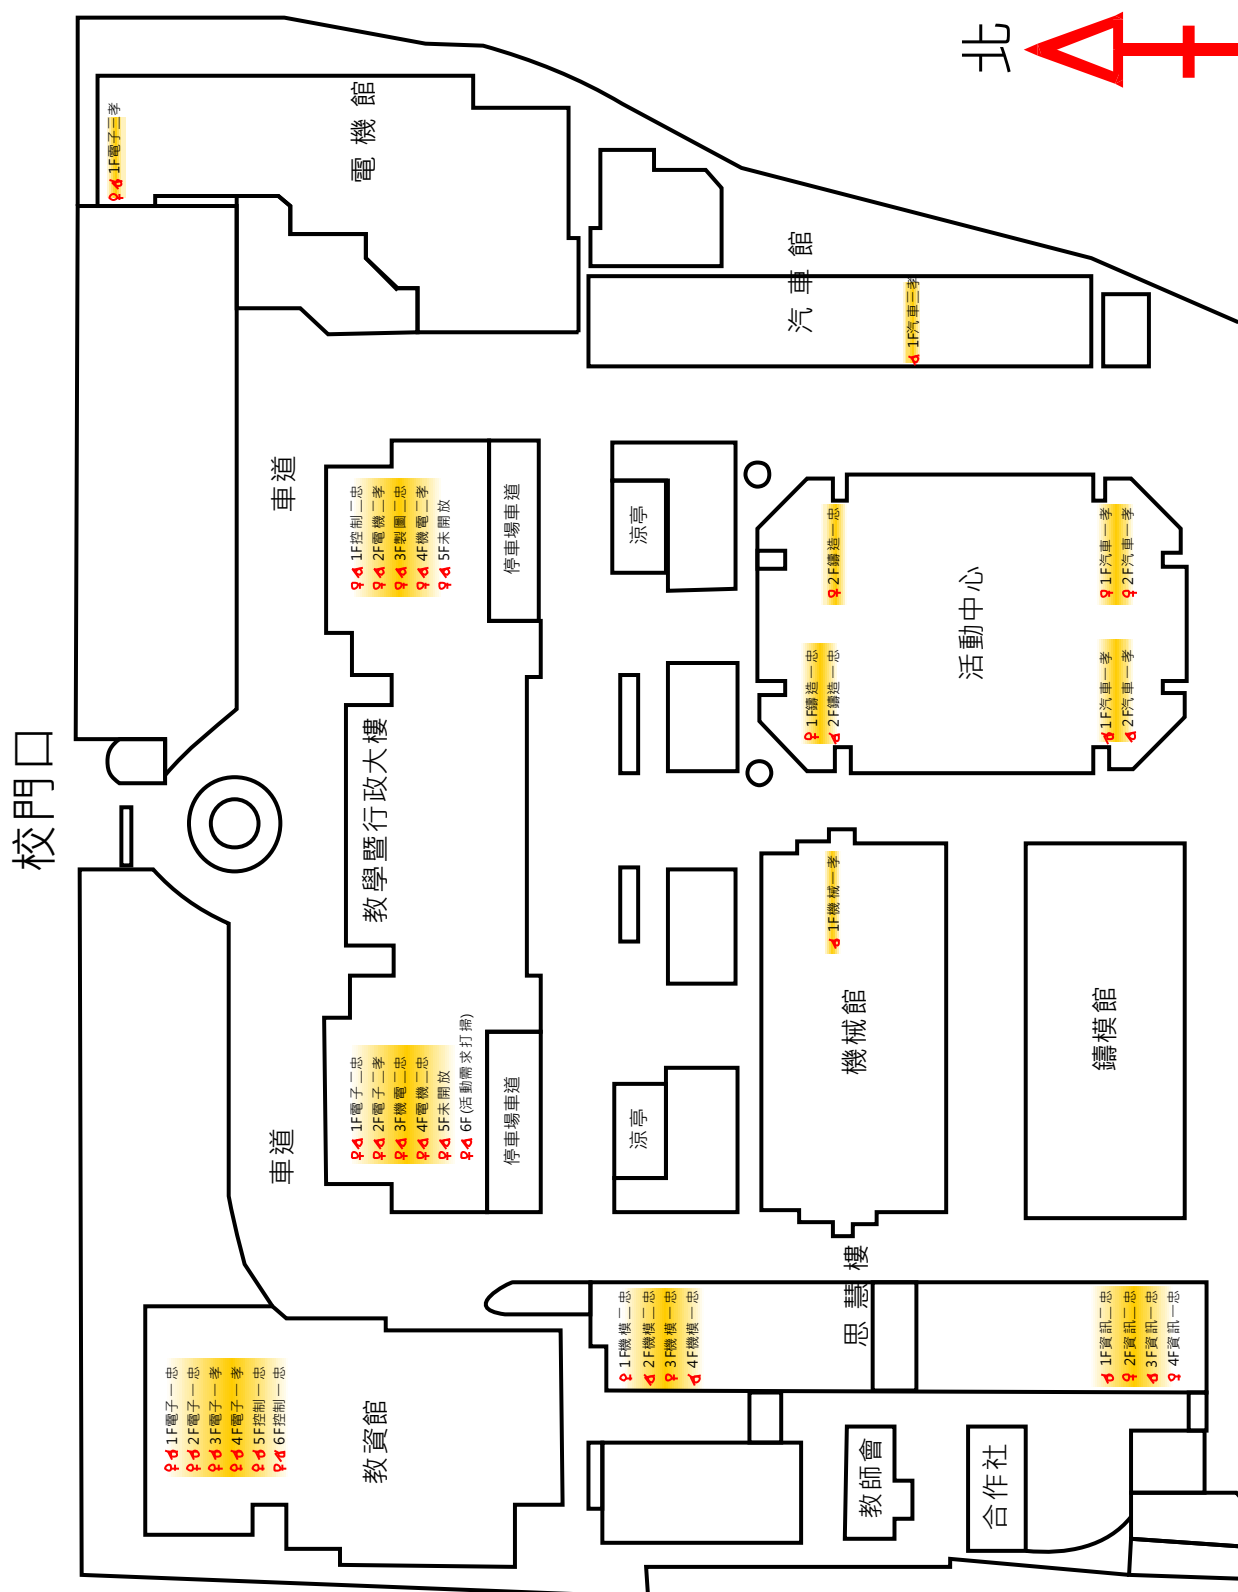 北
電機館
♀♂1F電子三孝
汽車館
♂1F汽車三孝
車道
♀♂1F控制二忠
♀♂2F電機二孝
♀♂3F製圖二忠
♀♂4F機電二孝
♀♂5F未開放
停車場車道
涼亭
♀2F鑄造一忠
♀1F汽車一孝
♀2F汽車一孝
活動中心
♀1F鑄造一忠
♂2F鑄造一忠
♂1F汽車一孝
♂2F汽車一孝
校門口
教學暨行政大樓
♂1F機械一孝
機械館
鑄模館
車道
♀♂1F電子二忠
♀♂2F電子二孝
♀♂3F機電二忠
♀♂4F電機二忠
♀♂5F未開放
♀♂6F(活動需求打掃)
停車場車道
涼亭
思慧樓
♀1F機模二忠
♂2F機模二忠
♀3F機模一忠
♂4F機模一忠
♂1F資訊二忠
♀2F資訊二忠
♂3F資訊一忠
♀4F資訊一忠
♀♂1F電子一忠
♀♂2F電子一忠
♀♂3F電子一孝
♀♂4F電子一孝
♀♂5F控制一忠
♀♂6F控制一忠
教資館
教師會
合作社